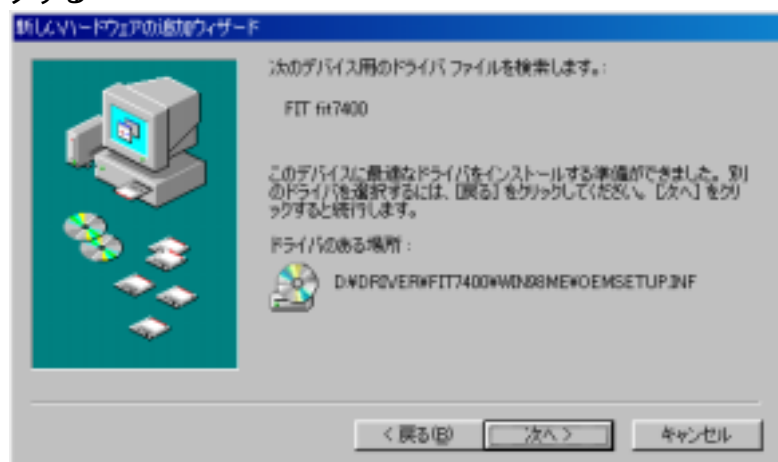 クする
新しいハードウェアの追加ウィザード
次のデバイス用のドライバ ファイルを検索します。:
FIT fit7400
このデバイスに最適なドライバをインストールする準備ができました。別
のドライバを選択するには、[戻る] をクリックしてください。[次へ] をクリ
ックすると続行します。
ドライバのある場所 :
D:¥DRIVER¥FIT7400¥WIN98ME¥OEMSETUP.INF
< 戻る(B)
次へ >
キャンセル